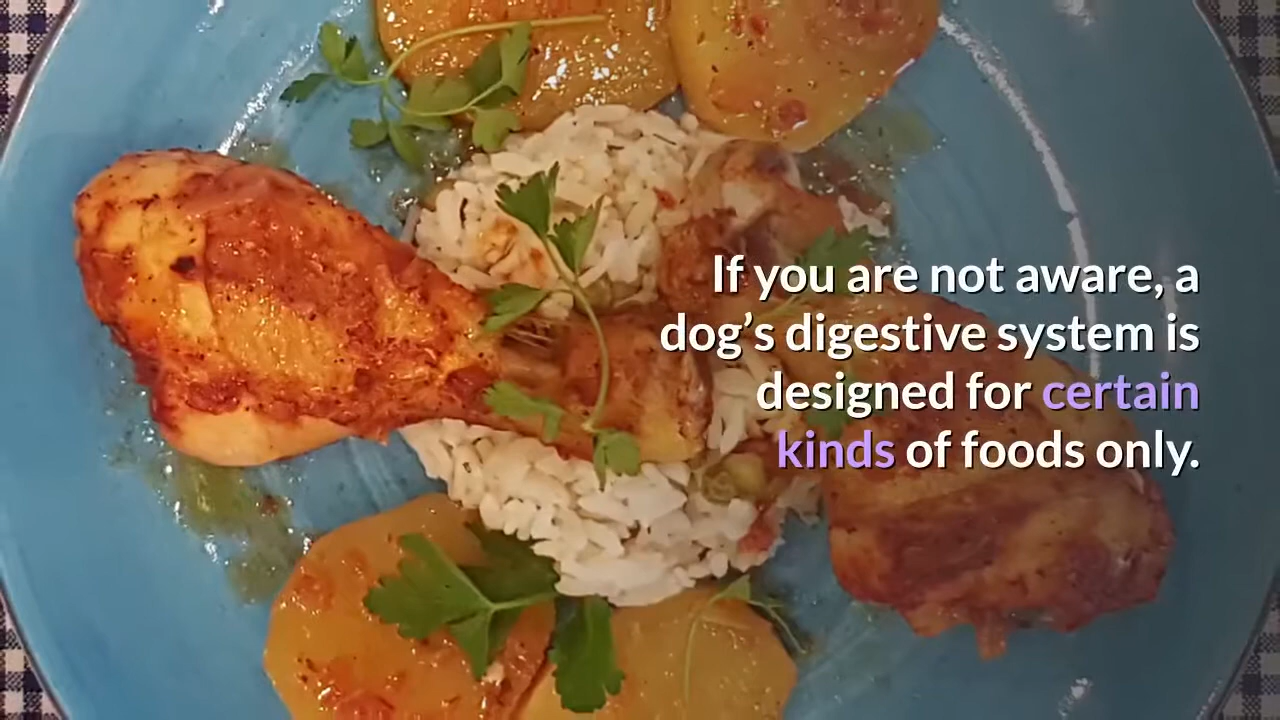 If you are not aware, a
dog’s digestive system is
designed for certain
kinds of foods only.